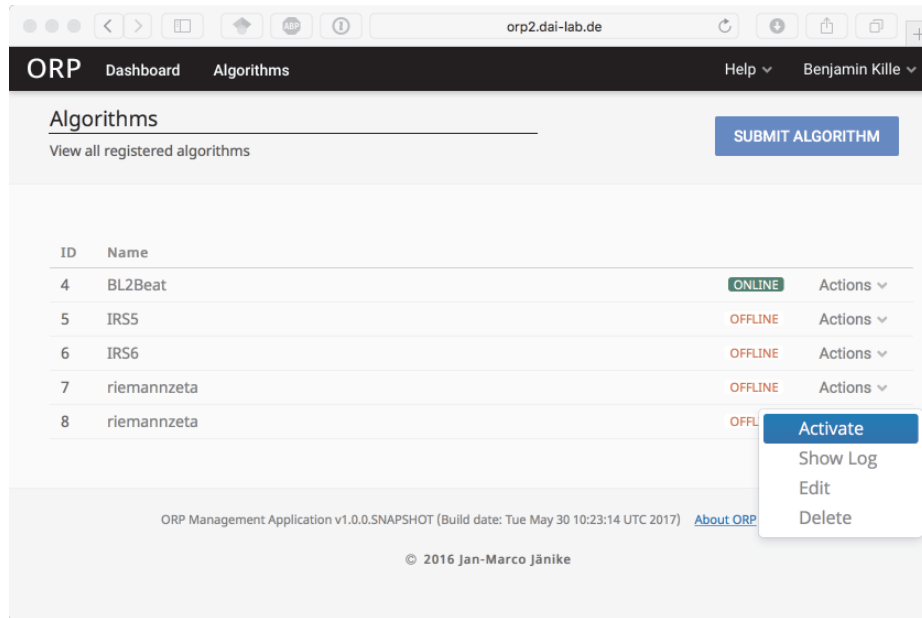 orp2.dai-lab.de
ORP Dashboard Algorithms Help Benjamin Kille
Algorithms
SUBMIT ALGORITHM
View all registered algorithms
ID Name
4 BL2Beat ONLINE Actions
5 IRS5 OFFLINE Actions
6 IRS6 OFFLINE Actions
7 riemannzeta OFFLINE Actions
8 riemannzeta OFFL
Activate
Show Log
Edit
Delete
ORP Management Application v1.0.0.SNAPSHOT (Build date: Tue May 30 10:23:14 UTC 2017) About ORP
© 2016 Jan-Marco Jänike